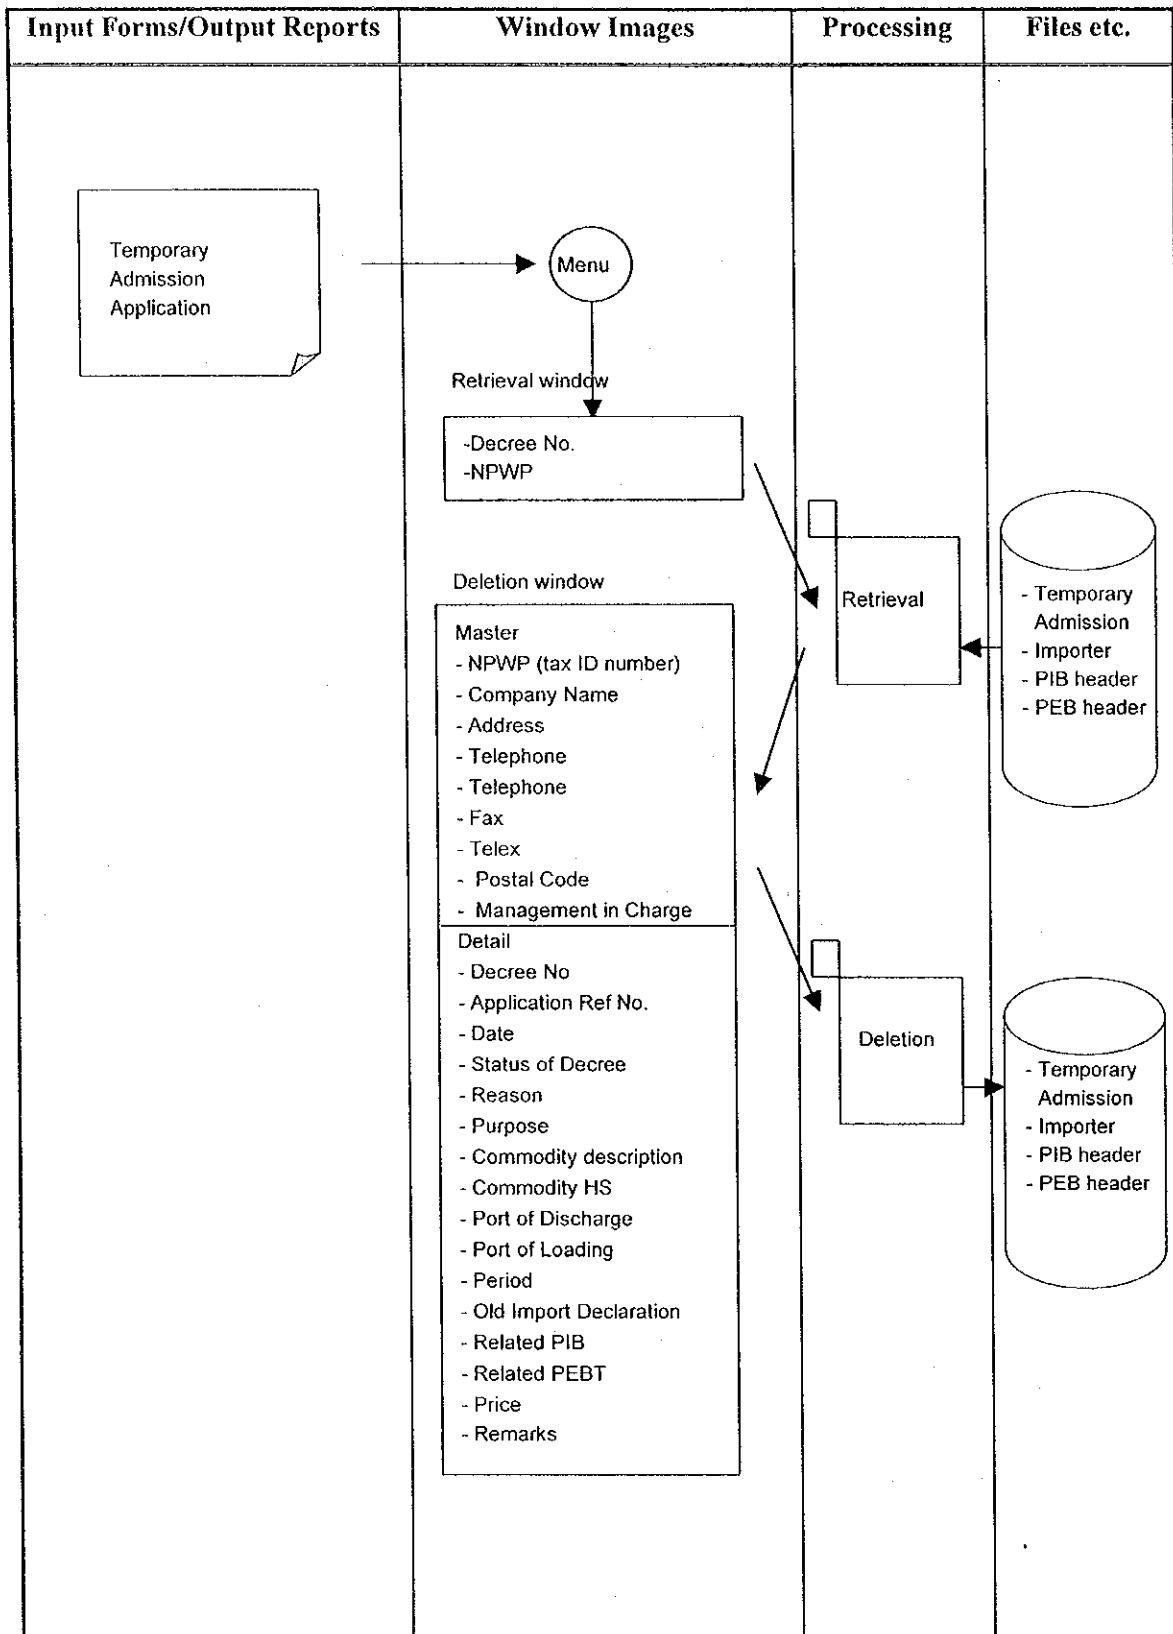 Input Forms/Output Reports
Window Images
Processing
Files etc.
Temporary
Admission
Application
Menu
Retrieval window
-Decree No.
-NPWP
Retrieval
- Temporary
Admission
- Importer
- PIB header
- PEB header
Deletion window
Master
- NPWP (tax ID number)
- Company Name
- Address
- Telephone
- Telephone
- Fax
- Telex
- Postal Code
- Management in Charge
Detail
- Decree No
- Application Ref No.
- Date
- Status of Decree
- Reason
- Purpose
- Commodity description
- Commodity HS
- Port of Discharge
- Port of Loading
- Period
- Old Import Declaration
- Related PIB
- Related PEBT
- Price
- Remarks
Deletion
- Temporary
Admission
- Importer
- PIB header
- PEB header